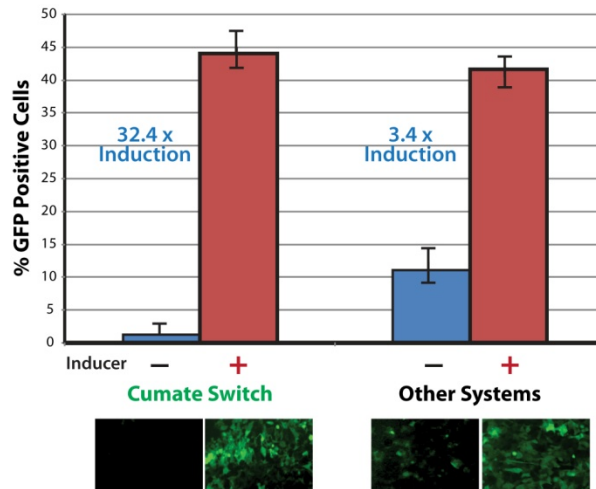 % GFP Positive Cells
50
45
40
35
30
25
20
15
10
5
0
32.4 x
Induction
3.4 x
Induction
Inducer − + − +
Cumate Switch Other Systems